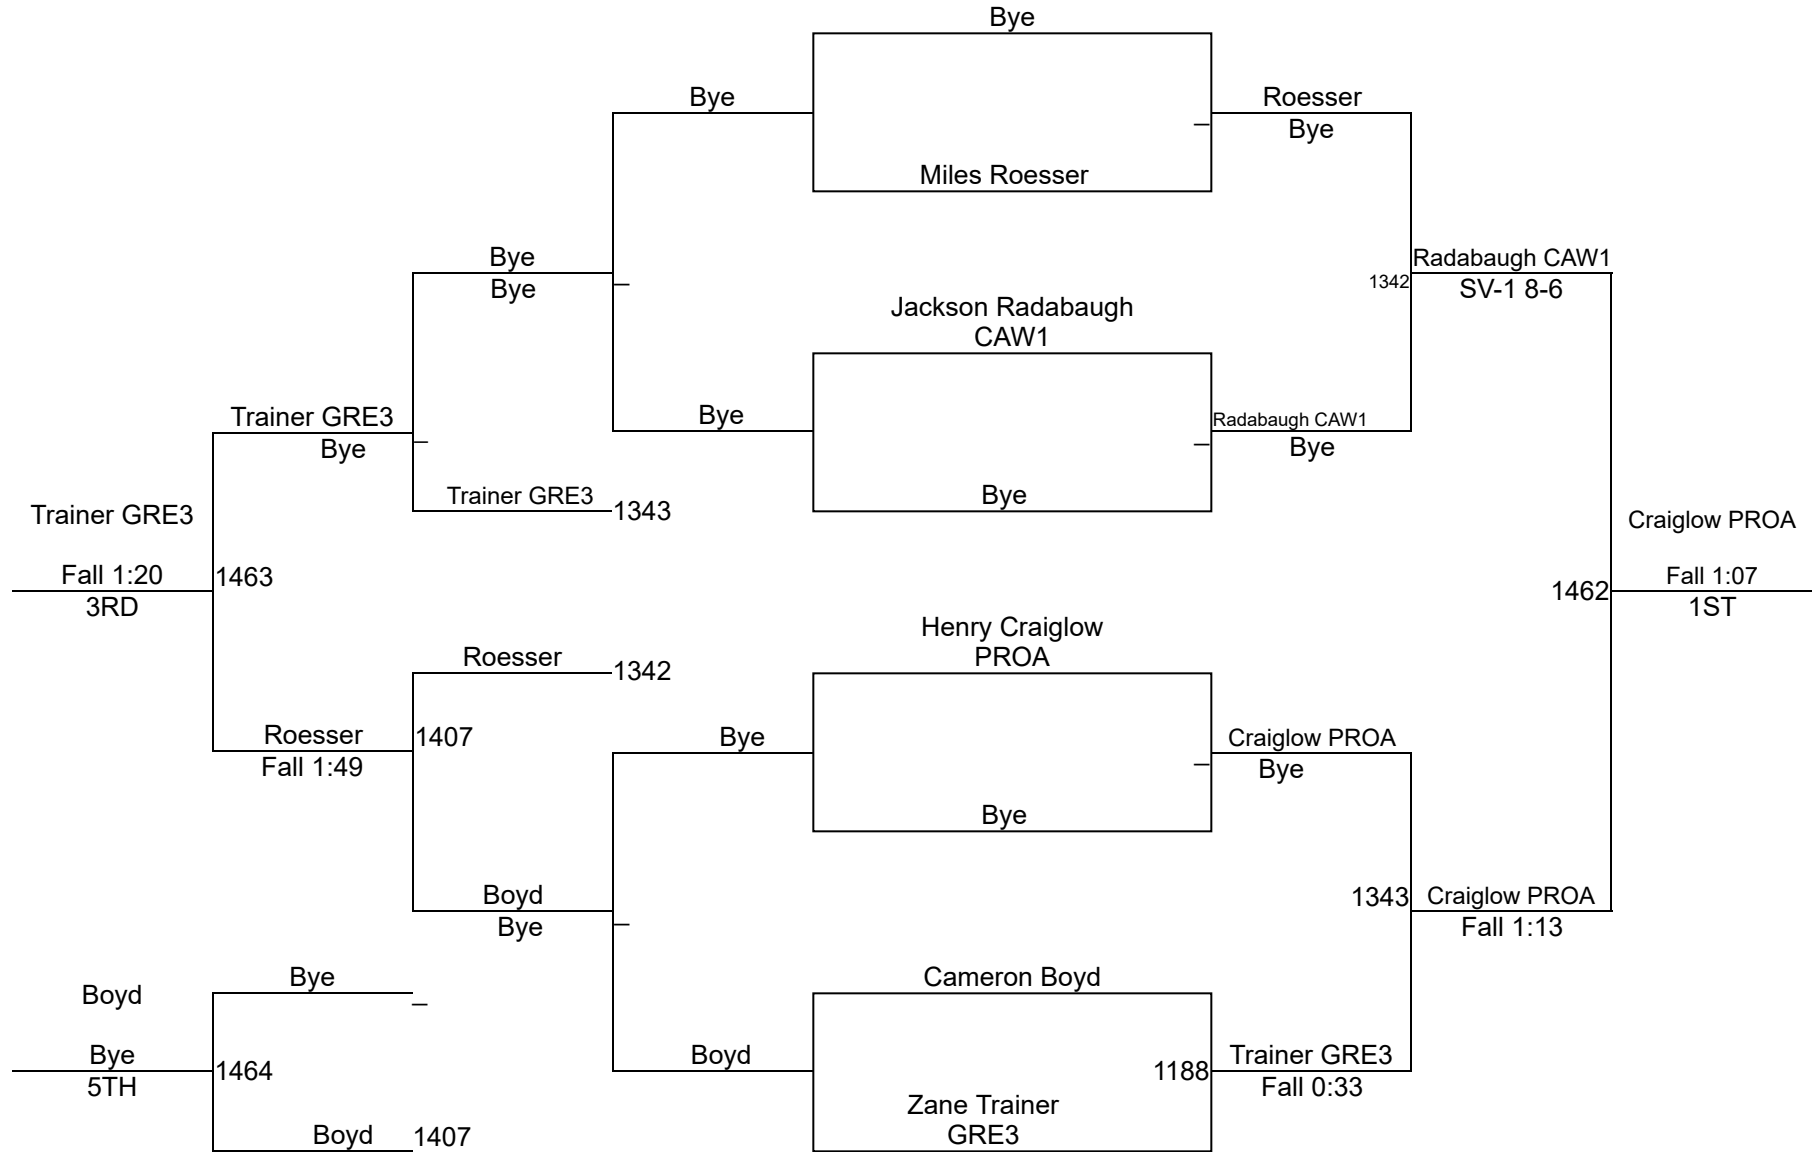 Bye
Bye
Roesser
Bye
Miles Roesser
Bye
Bye
Radabaugh CAW1
1342
SV-1 8-6
Jackson Radabaugh
CAW1
Trainer GRE3
Bye
Bye
Radabaugh CAW1
Bye
Trainer GRE3
1343
Bye
Trainer GRE3
Craiglow PROA
Fall 1:20
1463
3RD
1462
Fall 1:07
1ST
Henry Craiglow
PROA
Roesser
1342
Roesser
1407
Fall 1:49
Bye
Craiglow PROA
Bye
Bye
Boyd
Bye
1343
Craiglow PROA
Fall 1:13
Bye
Boyd
Cameron Boyd
Bye
1464
5TH
Boyd
1188
Trainer GRE3
Fall 0:33
Zane Trainer
GRE3
Boyd
1407